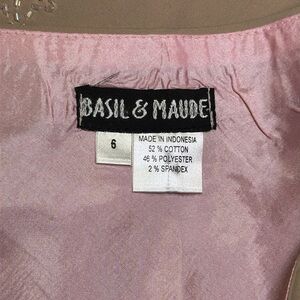 BASIL & MAUDE
6
MADE IN INDONESIA
52 % COTTON
46 % POLYESTER
2 % SPANDEX